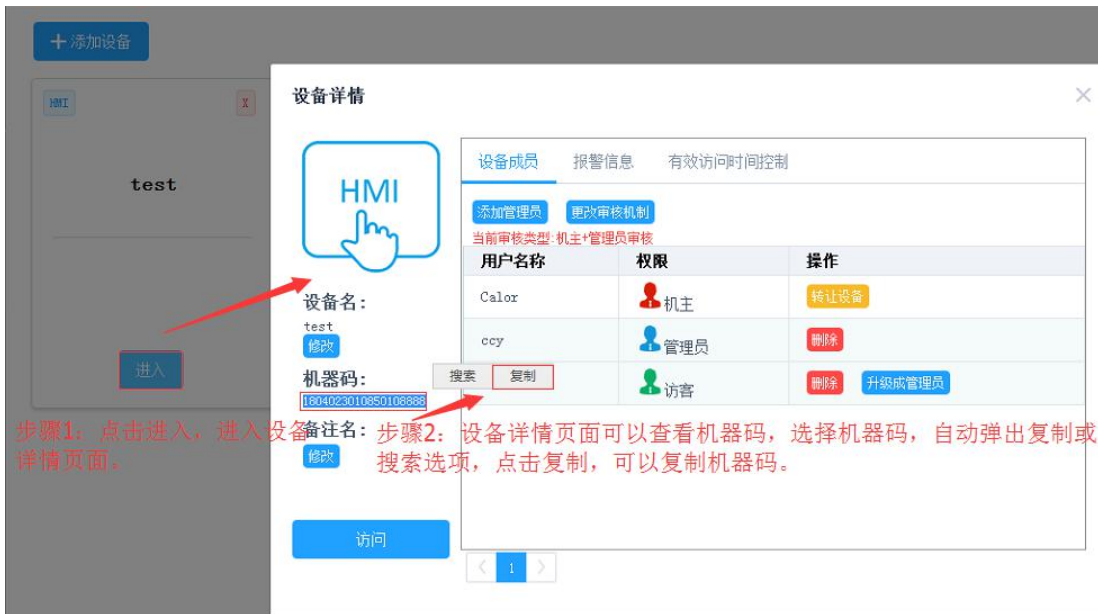 +添加设备
HMI
X
test
进入
设备详情
×
HMI
设备名:
test
修改
机器码:
1804023010850108888
备注名:
修改
访问
设备成员 报警信息 有效访问时间控制
添加管理员 更改审核机制
当前审核类型:机主+管理员审核
用户名称 权限 操作
Calor 机主 转让设备
ccy 管理员 删除
访客 删除 升级成管理员
搜索 复制
步骤1: 点击进入, 进入设备
详情页面。
步骤2: 设备详情页面可以查看机器码, 选择机器码, 自动弹出复制或
搜索选项, 点击复制, 可以复制机器码。
< 1 >